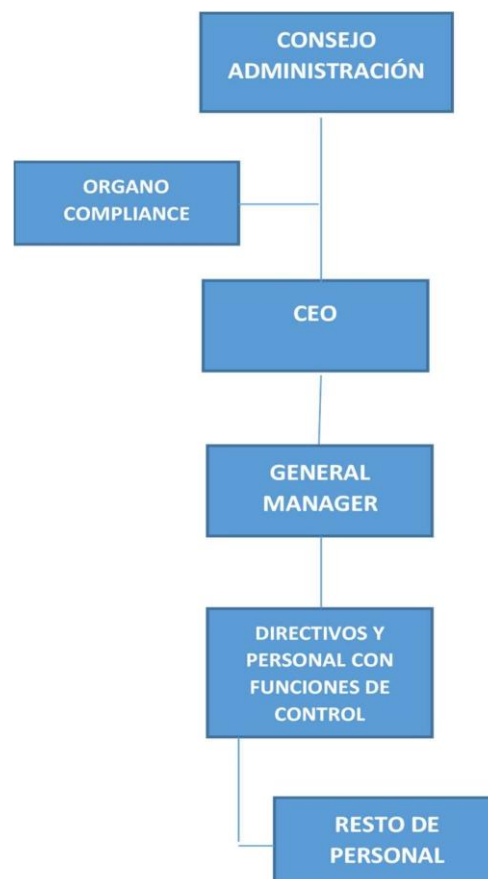 CONSEJO
ADMINISTRACIÓN
ORGANO
COMPLIANCE
CEO
GENERAL
MANAGER
DIRECTIVOS Y
PERSONAL CON
FUNCIONES DE
CONTROL
RESTO DE
PERSONAL